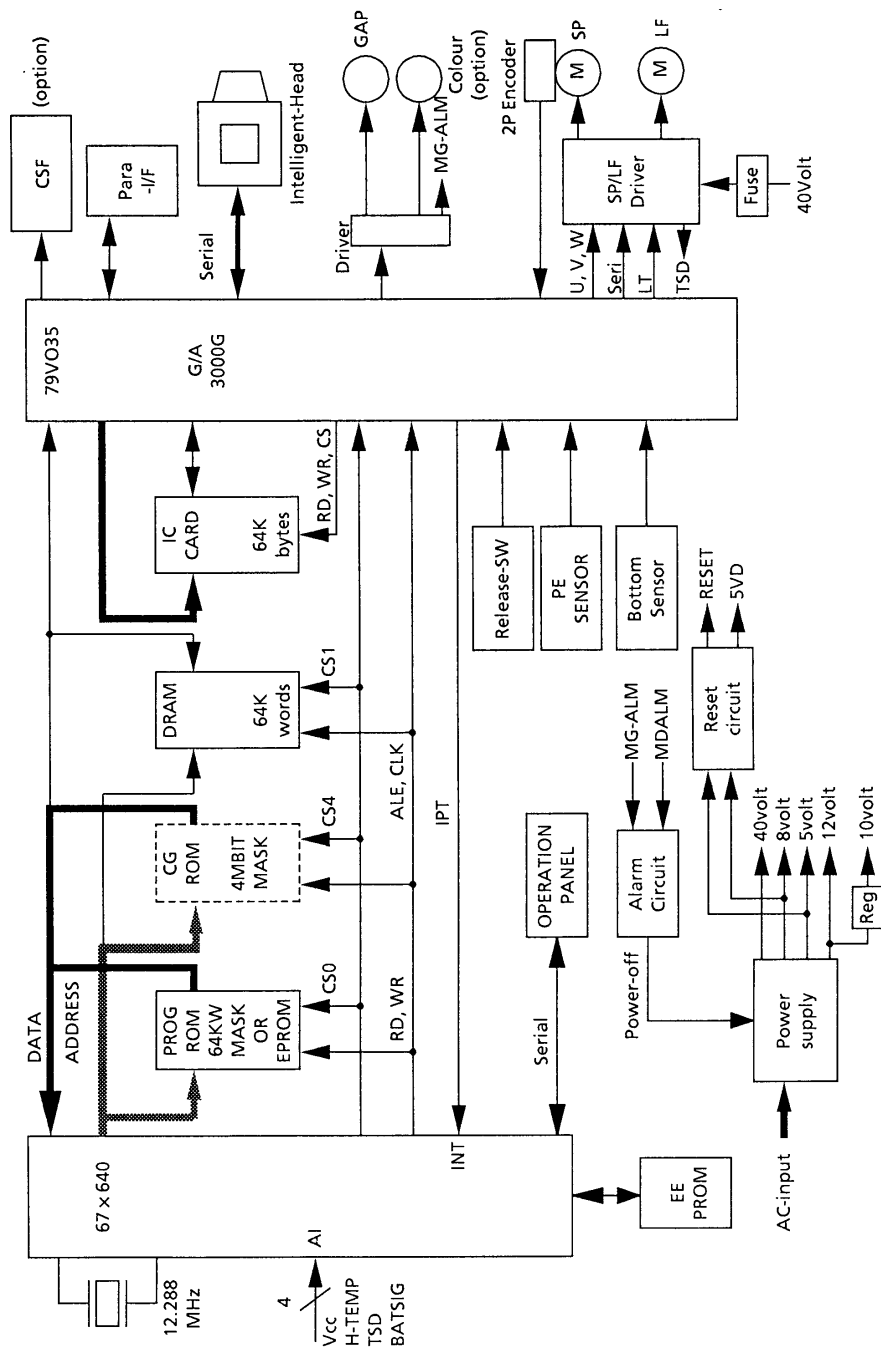 67 × 640
12.288
MHz
AI
4
Vcc
H-TEMP
TSD
BATSIG
INT
DATA
ADDRESS
PROG
ROM
64KW
MASK
OR
EPROM
CS0
RD, WR
CG
ROM
4MBIT
MASK
CS4
ALE, CLK
DRAM
64K
words
CS1
IC
CARD
64K
bytes
RD, WR, CS
IPT
79VO35
G/A
3000G
CSF
(option)
Para
-I/F
Serial
Intelligent-Head
Driver
GAP
Colour
(option)
MG-ALM
2P Encoder
M
SP
M
LF
U, V, W
Seri
LT
TSD
SP/LF
Driver
Fuse
40Volt
Release-SW
PE
SENSOR
Bottom
Sensor
Serial
OPERATION
PANEL
EE
PROM
AC-input
Power
supply
Power-off
Alarm
Circuit
MG-ALM
MDALM
40volt
8volt
5volt
12volt
Reg
10volt
Reset
circuit
RESET
5VD